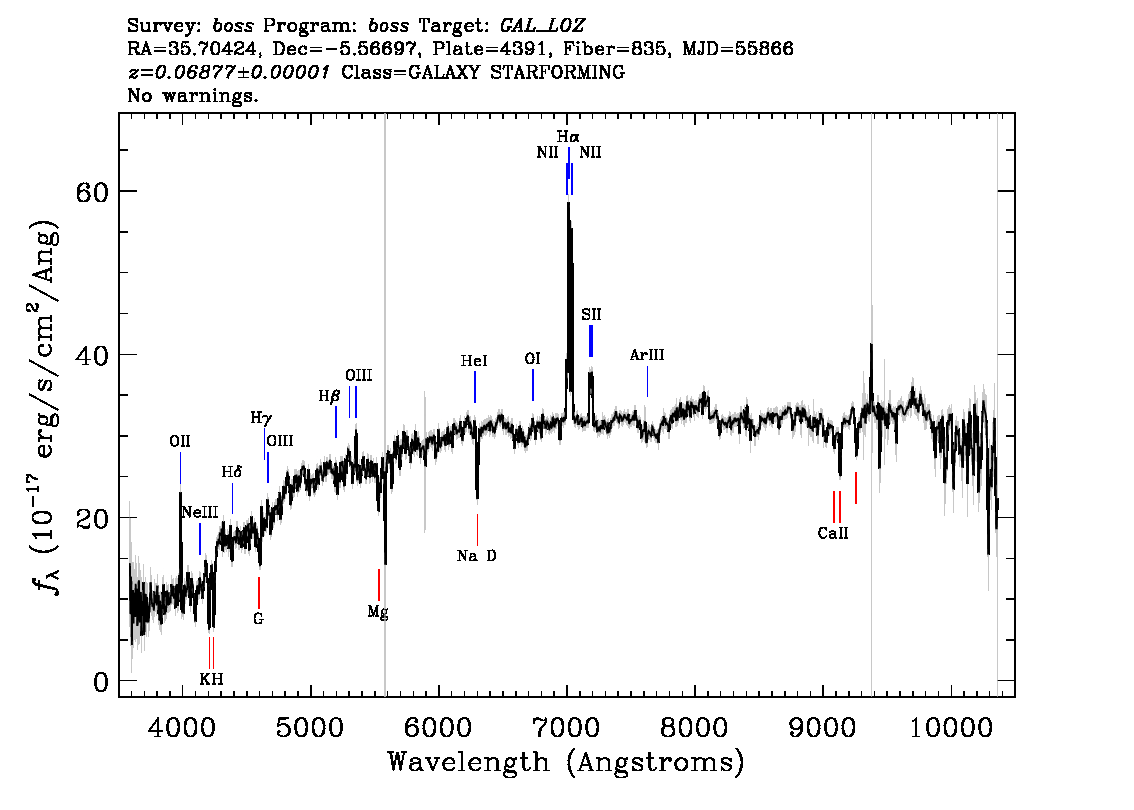 Survey: boss Program: boss Target: GAL_LOZ
RA=35.70424, Dec=−5.56697, Plate=4391, Fiber=835, MJD=55866
z=0.06877±0.00001 Class=GALAXY STARFORMING
No warnings.
Hα
NII NII
60
SII
40
HeI OI ArIII
OIII
Hβ
Hγ
OII OIII
Hδ
NeIII
20
Na D
CaII
G Mg
KH
0
4000 5000 6000 7000 8000 9000 10000
Wavelength (Angstroms)
fλ (10⁻¹⁷ erg/s/cm²/Ang)